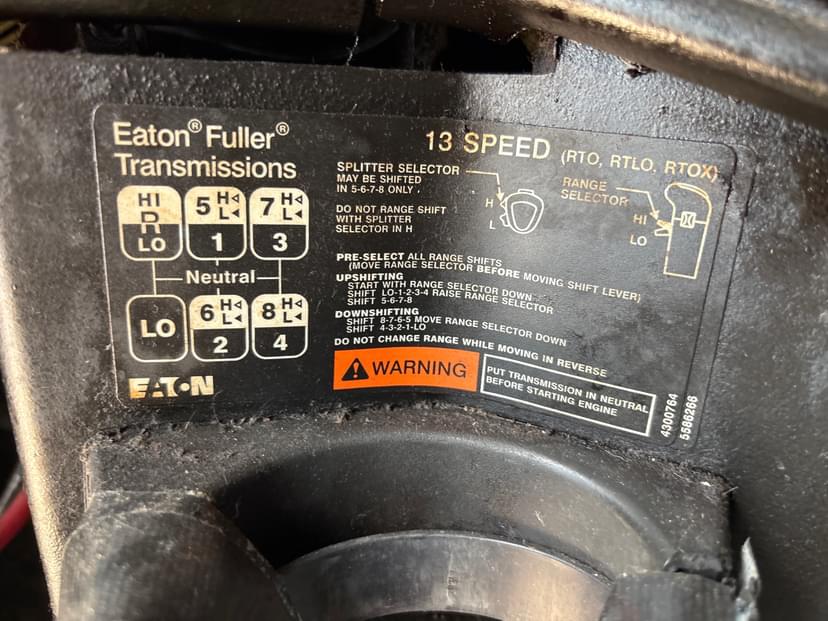 Eaton® Fuller®
Transmissions
13 SPEED (RTO, RTLO, RTOX)
HI
R
LO
5 H
L
1
7 H
L
3
Neutral
LO
6 H
L
2
8 H
L
4
EATON
SPLITTER SELECTOR
MAY BE SHIFTED
IN 5-6-7-8 ONLY.
DO NOT RANGE SHIFT
WITH SPLITTER
SELECTOR IN H
H
L
RANGE
SELECTOR
HI
LO
PRE-SELECT ALL RANGE SHIFTS
(MOVE RANGE SELECTOR BEFORE MOVING SHIFT LEVER)
UPSHIFTING
START WITH RANGE SELECTOR DOWN
SHIFT LO-1-2-3-4 RAISE RANGE SELECTOR
SHIFT 5-6-7-8
DOWNSHIFTING
SHIFT 8-7-6-5 MOVE RANGE SELECTOR DOWN
SHIFT 4-3-2-1-LO
DO NOT CHANGE RANGE WHILE MOVING IN REVERSE
WARNING
PUT TRANSMISSION IN NEUTRAL
BEFORE STARTING ENGINE
4300764
5586266